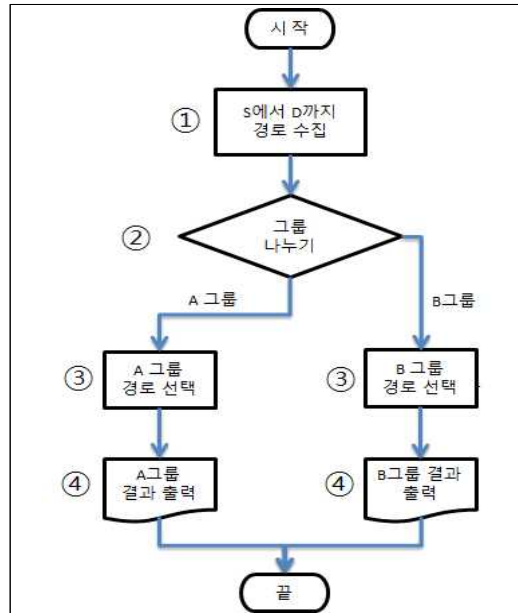 시 작
①
S에서 D까지
경로 수집
②
그룹
나누기
A 그룹
B그룹
③
A 그룹
경로 선택
③
B 그룹
경로 선택
④
A그룹
결과 출력
④
B그룹 결과
출력
끝